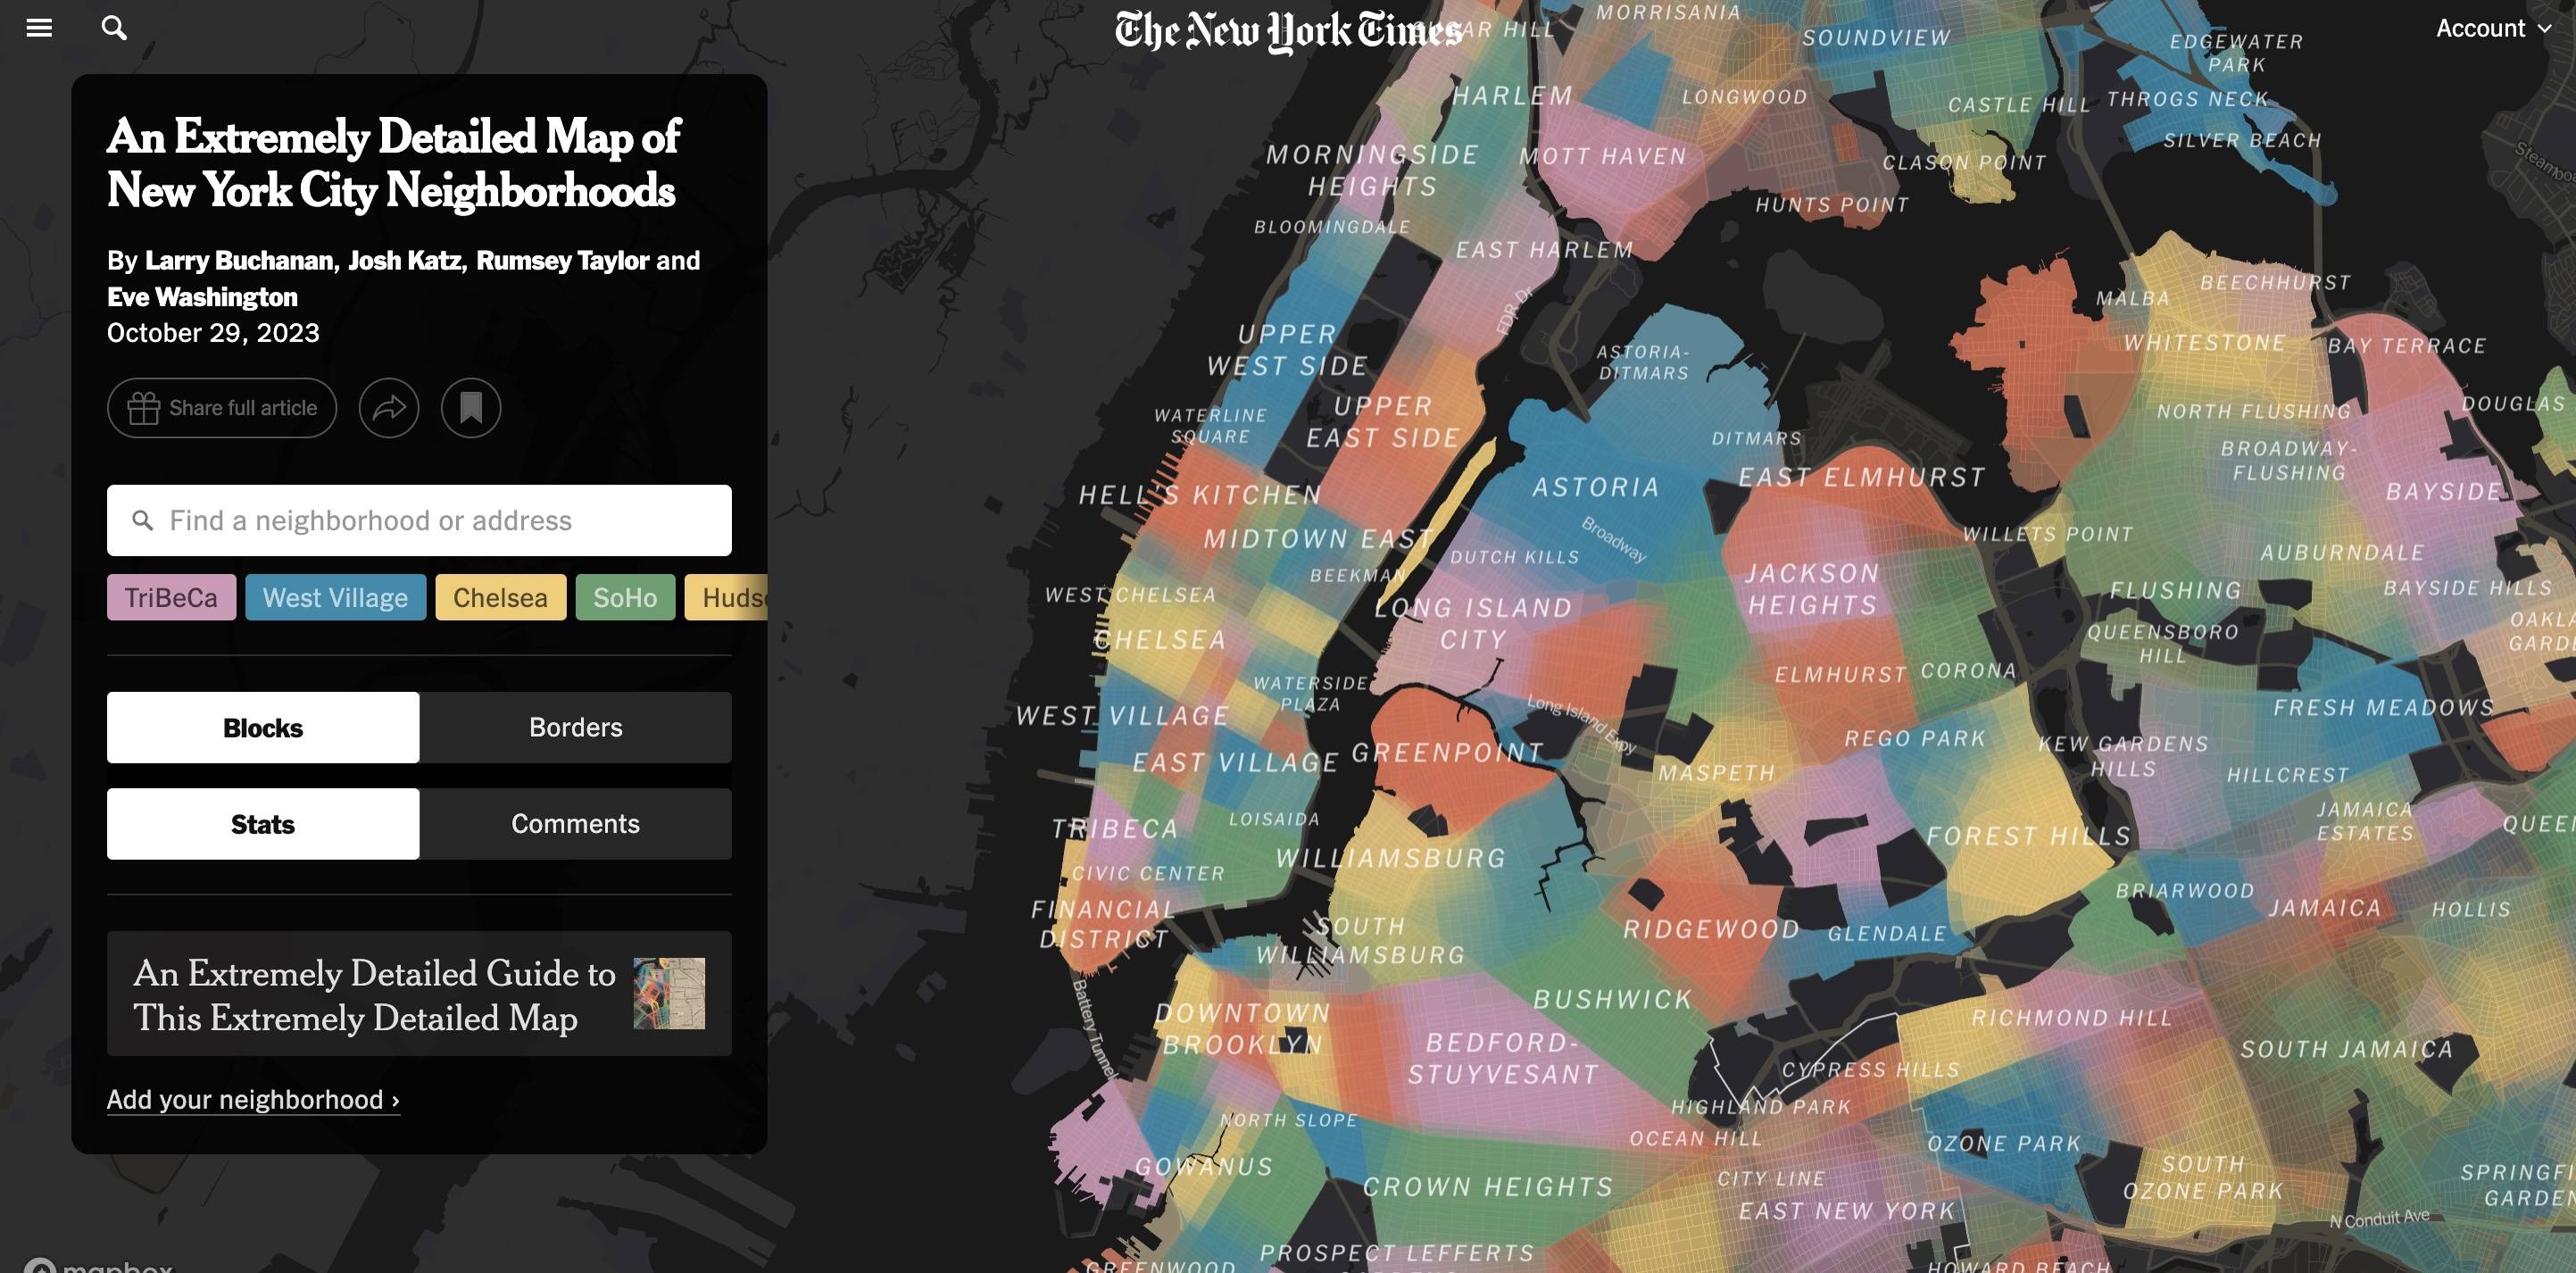 The New York Times
Account
An Extremely Detailed Map of
New York City Neighborhoods
By Larry Buchanan, Josh Katz, Rumsey Taylor and
Eve Washington
October 29, 2023
Share full article
Find a neighborhood or address
TriBeCa West Village Chelsea SoHo
Blocks Borders
Stats Comments
An Extremely Detailed Guide to
This Extremely Detailed Map
Add your neighborhood ›
mapbox
MORRISANIA
HILL
SOUNDVIEW
EDGEWATER
PARK
HARLEM
LONGWOOD
CASTLE HILL
THROGS NECK
SILVER BEACH
MORNINGSIDE
HEIGHTS
MOTT HAVEN
CLASON POINT
HUNTS POINT
BLOOMINGDALE
EAST HARLEM
FDR Dr
BEECHHURST
MALBA
UPPER
WEST SIDE
ASTORIA-
DITMARS
WHITESTONE
BAY TERRACE
WATERLINE
SQUARE
UPPER
EAST SIDE
DITMARS
NORTH FLUSHING
BROADWAY-
FLUSHING
HELL'S KITCHEN
ASTORIA
EAST ELMHURST
BAYSIDE
MIDTOWN EAST
Broadway
WILLETS POINT
DUTCH KILLS
AUBURNDALE
BEEKMAN
JACKSON
HEIGHTS
WEST CHELSEA
LONG ISLAND
CITY
FLUSHING
BAYSIDE HILLS
CHELSEA
QUEENSBORO
HILL
ELMHURST
CORONA
WATERSIDE
PLAZA
Long Island Expy
WEST VILLAGE
FRESH MEADOWS
EAST VILLAGE
GREENPOINT
REGO PARK
KEW GARDENS
HILLS
MASPETH
HILLCREST
LOISAIDA
TRIBECA
JAMAICA
ESTATES
FOREST HILLS
WILLIAMSBURG
CIVIC CENTER
BRIARWOOD
FINANCIAL
DISTRICT
JAMAICA
HOLLIS
SOUTH
WILLIAMSBURG
RIDGEWOOD
GLENDALE
Battery Tunnel
DOWNTOWN
BROOKLYN
BUSHWICK
RICHMOND HILL
BEDFORD-
STUYVESANT
SOUTH JAMAICA
CYPRESS HILLS
HIGHLAND PARK
NORTH SLOPE
OCEAN HILL
OZONE PARK
GOWANUS
CROWN HEIGHTS
CITY LINE
SOUTH
OZONE PARK
EAST NEW YORK
N Conduit Ave
PROSPECT LEFFERTS
GREENWOOD
HOWARD BEACH